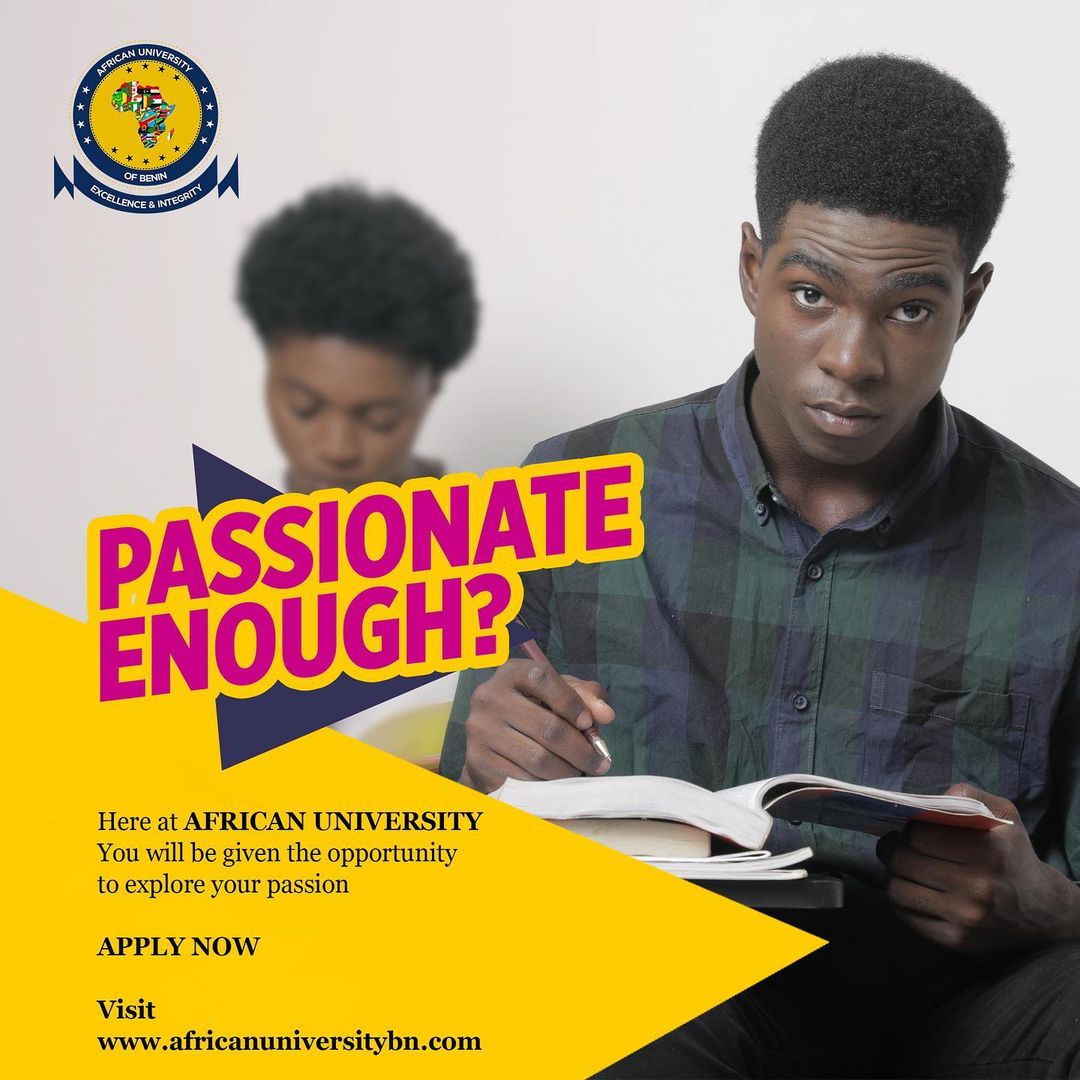 AFRICAN UNIVERSITY
OF BENIN
EXCELLENCE & INTEGRITY
PASSIONATE
ENOUGH?
Here at AFRICAN UNIVERSITY
You will be given the opportunity
to explore your passion
APPLY NOW
Visit
www.africanuniversitybn.com